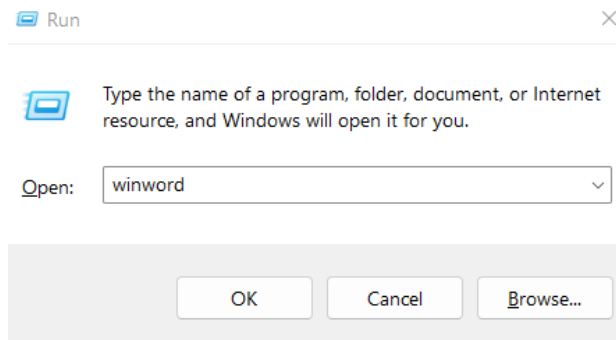 Run
Type the name of a program, folder, document, or Internet
resource, and Windows will open it for you.
Open: winword
OK Cancel Browse...